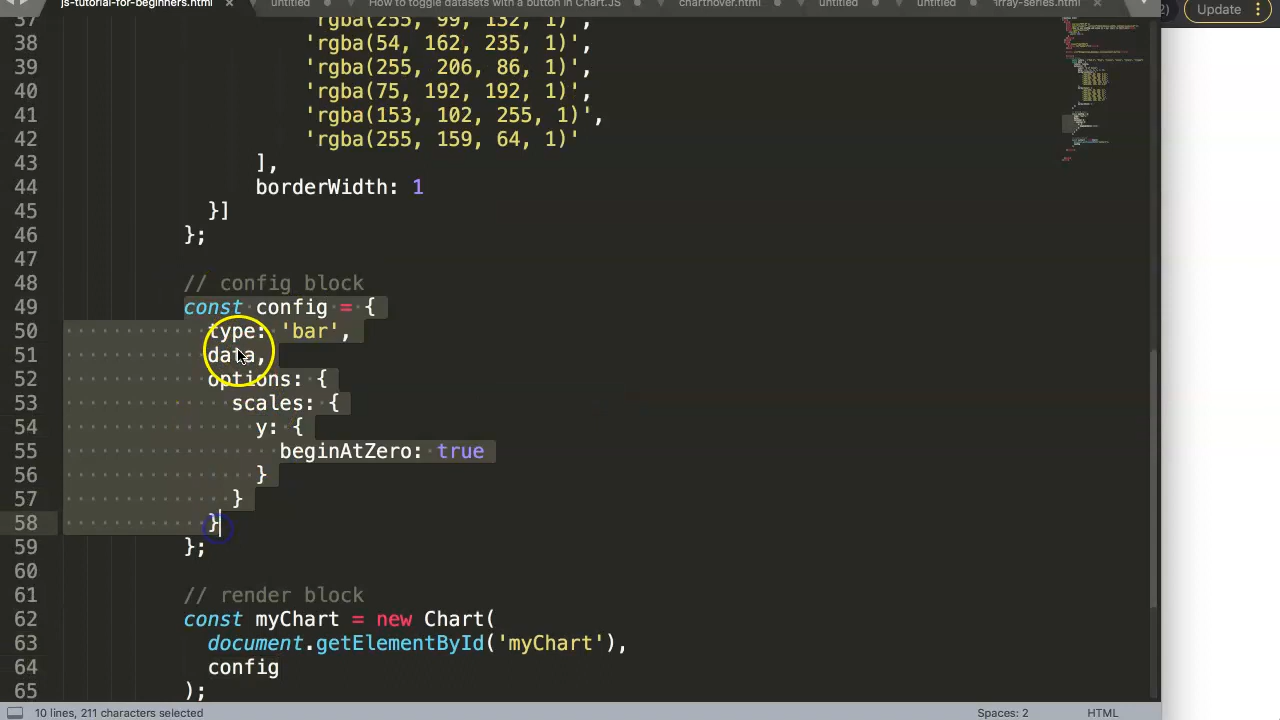 js-tutorial-for-beginners.html untitled How to toggle datasets with a button in Chart.JS charthover.html untitled untitled array-series.html Update
37 'rgba(255, 99, 132, 1)',
38 'rgba(54, 162, 235, 1)',
39 'rgba(255, 206, 86, 1)',
40 'rgba(75, 192, 192, 1)',
41 'rgba(153, 102, 255, 1)',
42 'rgba(255, 159, 64, 1)'
43 ],
44 borderWidth: 1
45 }]
46 };
47
48 // config block
49 const config = {
50 type: 'bar',
51 data,
52 options: {
53 scales: {
54 y: {
55 beginAtZero: true
56 }
57 }
58 }
59 };
60
61 // render block
62 const myChart = new Chart(
63 document.getElementById('myChart'),
64 config
65 );
10 lines, 211 characters selected Spaces: 2 HTML